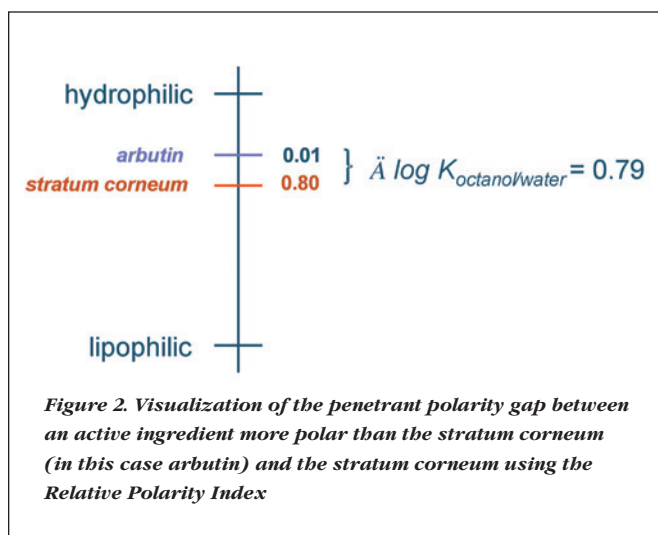 hydrophilic
arbutin 0.01
stratum corneum 0.80
} Ä log K octanol/water = 0.79
lipophilic
Figure 2. Visualization of the penetrant polarity gap between
an active ingredient more polar than the stratum corneum
(in this case arbutin) and the stratum corneum using the
Relative Polarity Index